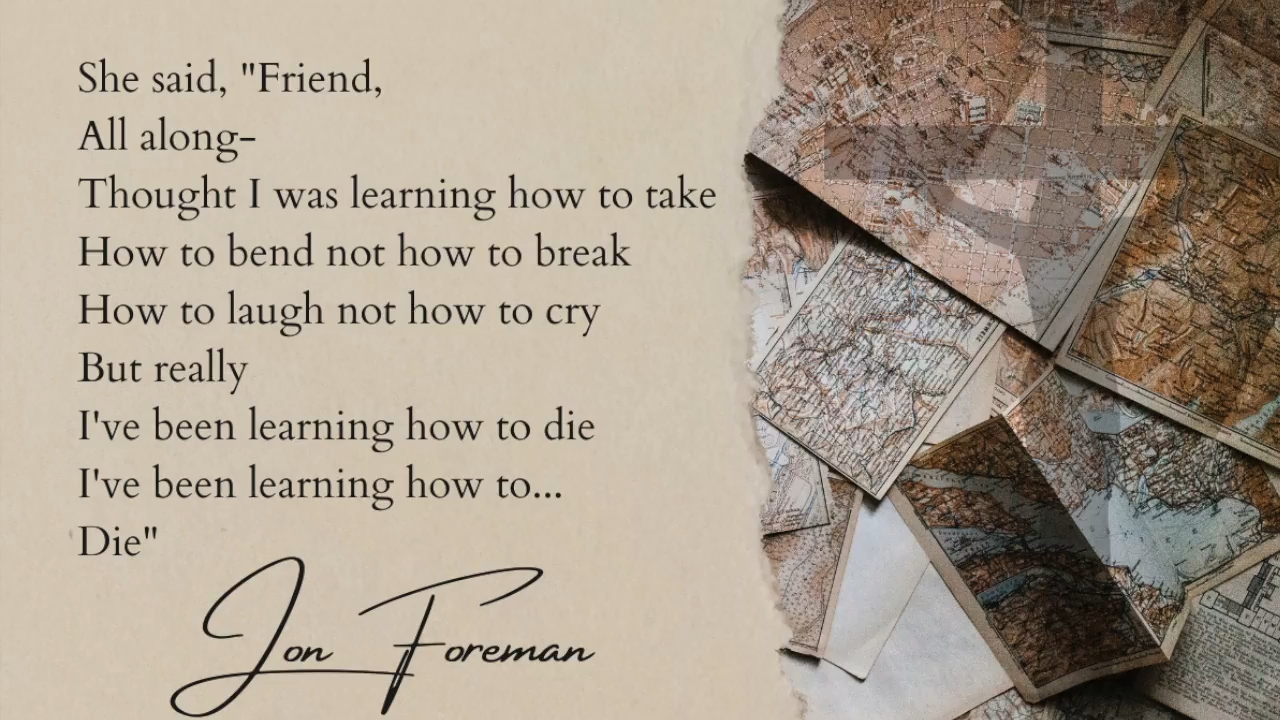 She said, "Friend,
All along-
Thought I was learning how to take
How to bend not how to break
How to laugh not how to cry
But really
I've been learning how to die
I've been learning how to...
Die"
Jon Foreman